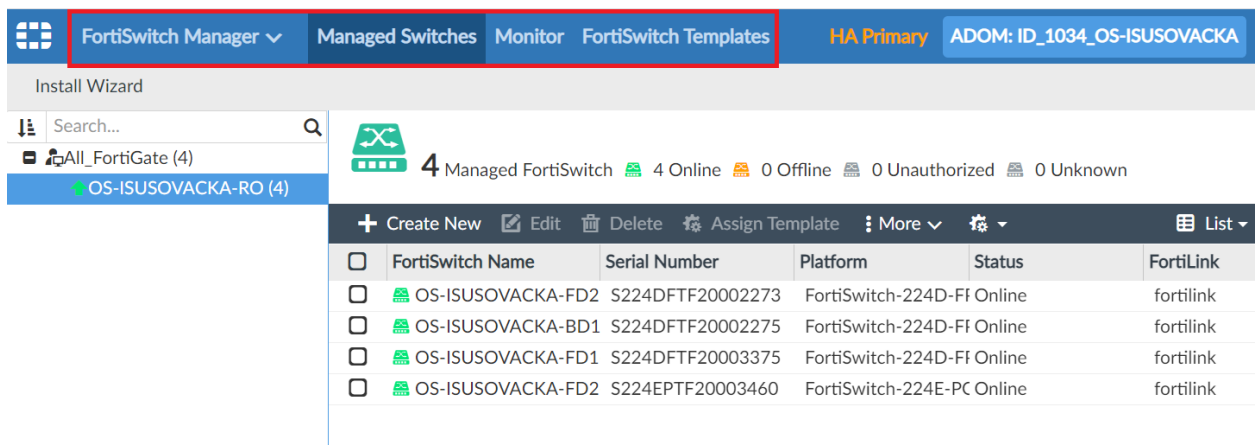 FortiSwitch Manager Managed Switches Monitor FortiSwitch Templates HA Primary ADOM: ID_1034_OS-ISUSOVACKA
Install Wizard
Search...
All_FortiGate (4)
OS-ISUSOVACKA-RO (4)
4 Managed FortiSwitch 4 Online 0 Offline 0 Unauthorized 0 Unknown
Create New Edit Delete Assign Template More List
FortiSwitch Name Serial Number Platform Status FortiLink
OS-ISUSOVACKA-FD2 S224DFTF20002273 FortiSwitch-224D-FF Online fortilink
OS-ISUSOVACKA-BD1 S224DFTF20002275 FortiSwitch-224D-FF Online fortilink
OS-ISUSOVACKA-FD1 S224DFTF20003375 FortiSwitch-224D-FF Online fortilink
OS-ISUSOVACKA-FD2 S224EPTF20003460 FortiSwitch-224E-PC Online fortilink